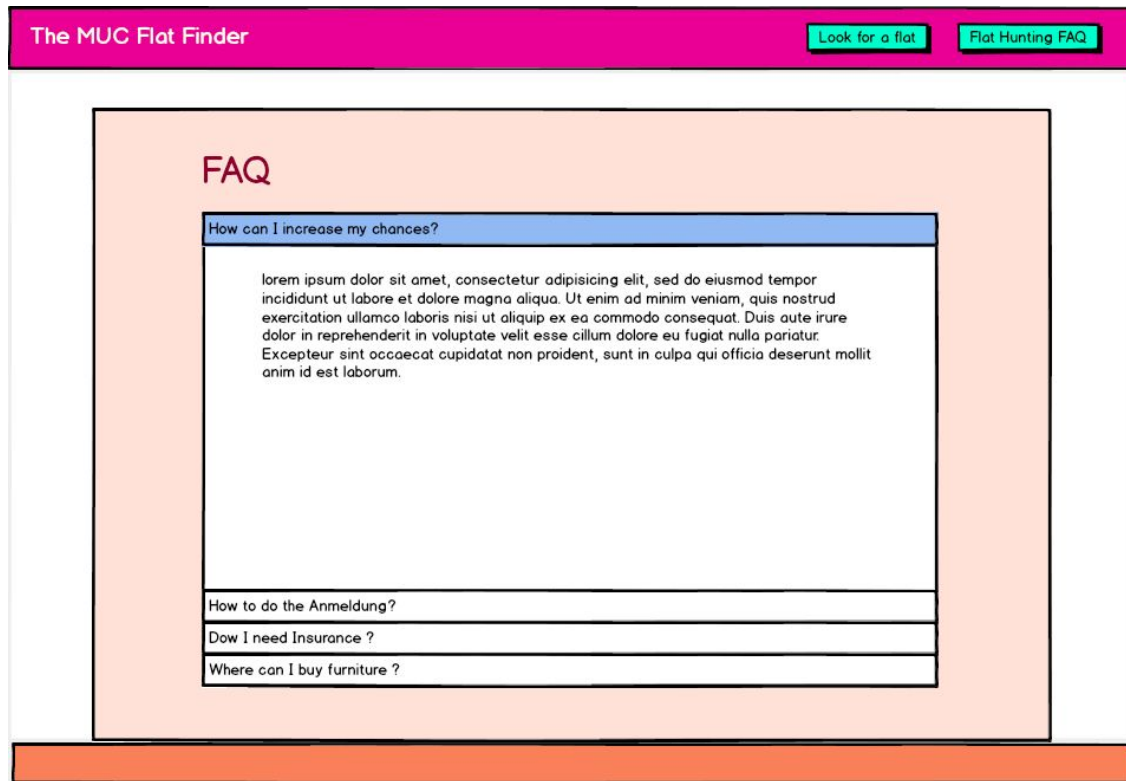 The MUC Flat Finder
Look for a flat
Flat Hunting FAQ
FAQ
How can I increase my chances?
lorem ipsum dolor sit amet, consectetur adipisicing elit, sed do eiusmod tempor
incididunt ut labore et dolore magna aliqua. Ut enim ad minim veniam, quis nostrud
exercitation ullamco laboris nisi ut aliquip ex ea commodo consequat. Duis aute irure
dolor in reprehenderit in voluptate velit esse cillum dolore eu fugiat nulla pariatur.
Excepteur sint occaecat cupidatat non proident, sunt in culpa qui officia deserunt mollit
anim id est laborum.
How to do the Anmeldung?
Dow I need Insurance ?
Where can I buy furniture ?